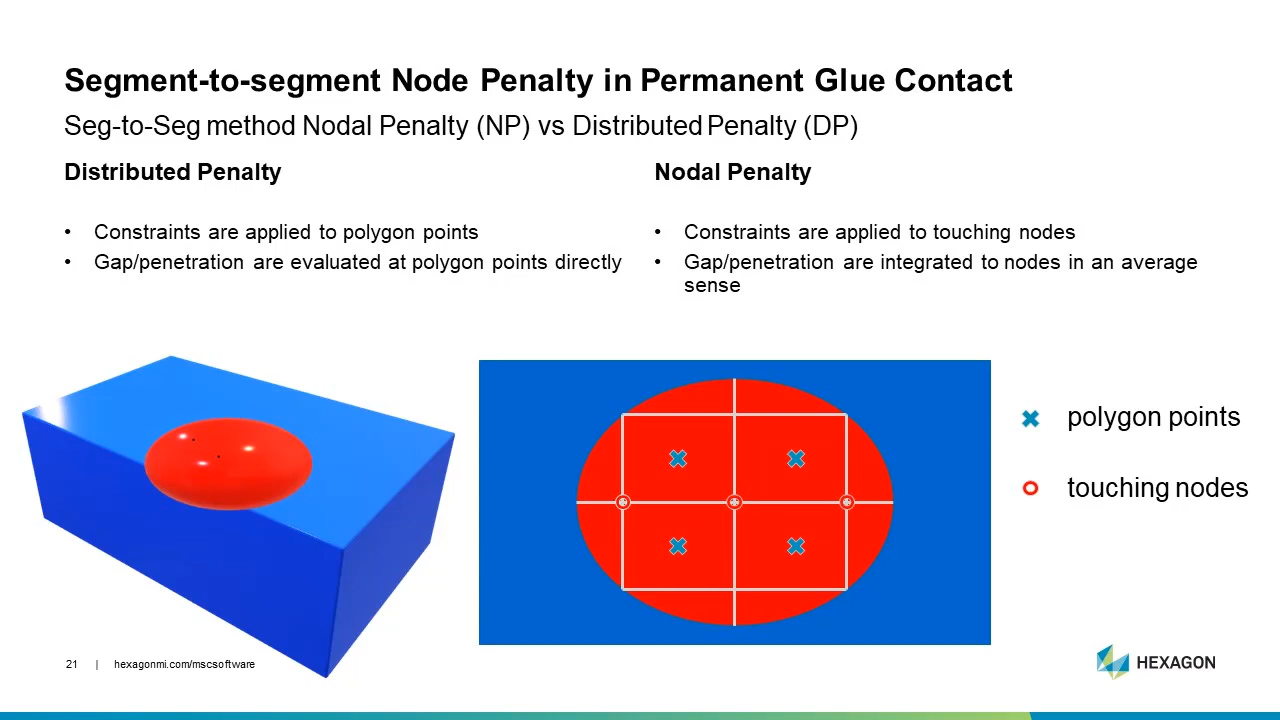 Segment-to-segment Node Penalty in Permanent Glue Contact
Seg-to-Seg method Nodal Penalty (NP) vs Distributed Penalty (DP)
Distributed Penalty
• Constraints are applied to polygon points
• Gap/penetration are evaluated at polygon points directly
Nodal Penalty
• Constraints are applied to touching nodes
• Gap/penetration are integrated to nodes in an average
sense
polygon points
touching nodes
21 | hexagonmi.com/mscsoftware
HEXAGON